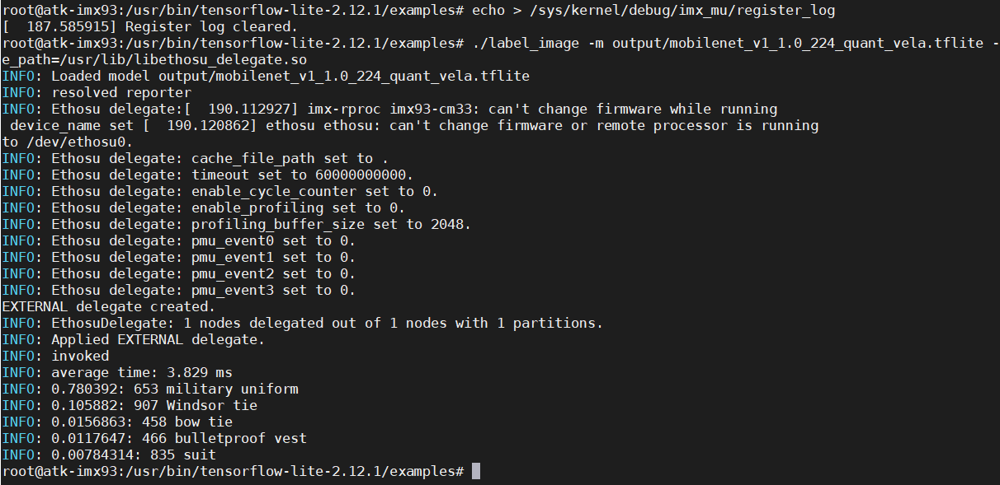 root@atk-imx93:/usr/bin/tensorflow-lite-2.12.1/examples# echo > /sys/kernel/debug/imx_mu/register_log
[  187.585915] Register log cleared.
root@atk-imx93:/usr/bin/tensorflow-lite-2.12.1/examples# ./label_image -m output/mobilenet_v1_1.0_224_quant_vela.tflite -
e_path=/usr/lib/libethosu_delegate.so
INFO: Loaded model output/mobilenet_v1_1.0_224_quant_vela.tflite
INFO: resolved reporter
INFO: Ethosu delegate:[  190.112927] imx-rproc imx93-cm33: can't change firmware while running
 device_name set [  190.120862] ethosu ethosu: can't change firmware or remote processor is running
to /dev/ethosu0.
INFO: Ethosu delegate: cache_file_path set to .
INFO: Ethosu delegate: timeout set to 60000000000.
INFO: Ethosu delegate: enable_cycle_counter set to 0.
INFO: Ethosu delegate: enable_profiling set to 0.
INFO: Ethosu delegate: profiling_buffer_size set to 2048.
INFO: Ethosu delegate: pmu_event0 set to 0.
INFO: Ethosu delegate: pmu_event1 set to 0.
INFO: Ethosu delegate: pmu_event2 set to 0.
INFO: Ethosu delegate: pmu_event3 set to 0.
EXTERNAL delegate created.
INFO: EthosuDelegate: 1 nodes delegated out of 1 nodes with 1 partitions.
INFO: Applied EXTERNAL delegate.
INFO: invoked
INFO: average time: 3.829 ms
INFO: 0.780392: 653 military uniform
INFO: 0.105882: 907 Windsor tie
INFO: 0.0156863: 458 bow tie
INFO: 0.0117647: 466 bulletproof vest
INFO: 0.00784314: 835 suit
root@atk-imx93:/usr/bin/tensorflow-lite-2.12.1/examples#